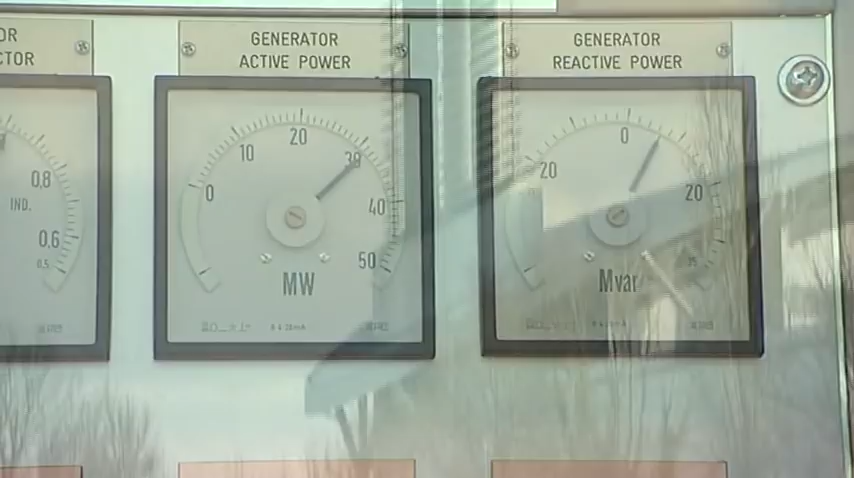 OR
CTOR
0,8
IND.
0,6
0,5
GENERATOR
ACTIVE POWER
0
10
20
30
40
50
MW
GENERATOR
REACTIVE POWER
20
0
20
Mvar